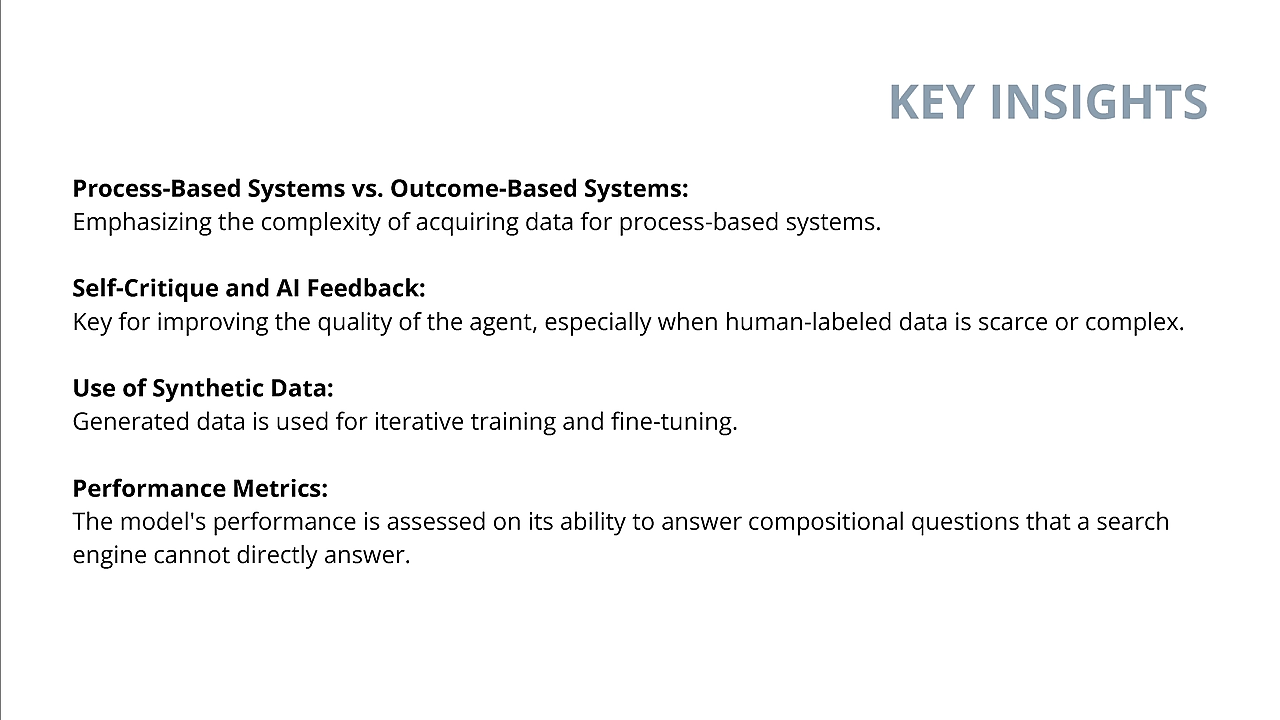 KEY INSIGHTS
Process-Based Systems vs. Outcome-Based Systems:
Emphasizing the complexity of acquiring data for process-based systems.
Self-Critique and AI Feedback:
Key for improving the quality of the agent, especially when human-labeled data is scarce or complex.
Use of Synthetic Data:
Generated data is used for iterative training and fine-tuning.
Performance Metrics:
The model's performance is assessed on its ability to answer compositional questions that a search
engine cannot directly answer.